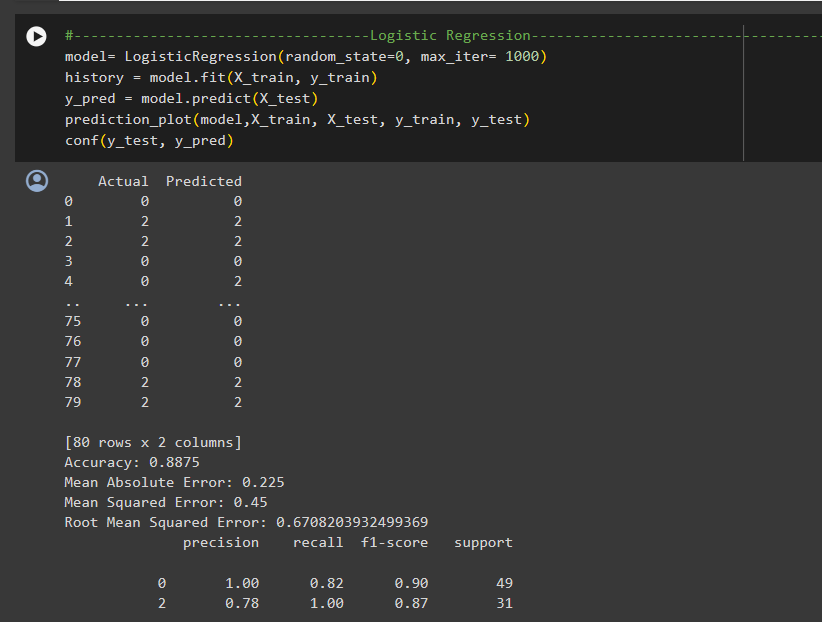 #-----------------------------------Logistic Regression----------------------------------
model= LogisticRegression(random_state=0, max_iter= 1000)
history = model.fit(X_train, y_train)
y_pred = model.predict(X_test)
prediction_plot(model,X_train, X_test, y_train, y_test)
conf(y_test, y_pred)
Actual Predicted
0 0 0
1 2 2
2 2 2
3 0 0
4 0 2
.. ... ...
75 0 0
76 0 0
77 0 0
78 2 2
79 2 2
[80 rows x 2 columns]
Accuracy: 0.8875
Mean Absolute Error: 0.225
Mean Squared Error: 0.45
Root Mean Squared Error: 0.6708203932499369
precision recall f1-score support
0 1.00 0.82 0.90 49
2 0.78 1.00 0.87 31